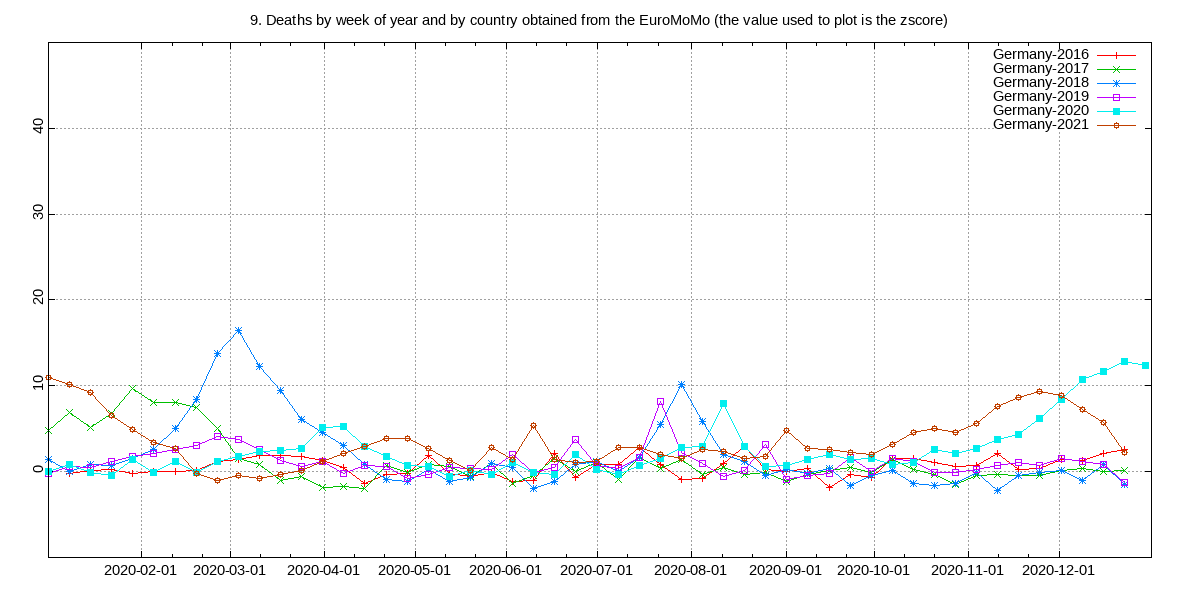 9. Deaths by week of year and by country obtained from the EuroMoMo (the value used to plot is the zscore)
Germany-2016
Germany-2017
Germany-2018
Germany-2019
Germany-2020
Germany-2021
40
30
20
10
0
2020-02-01 2020-03-01 2020-04-01 2020-05-01 2020-06-01 2020-07-01 2020-08-01 2020-09-01 2020-10-01 2020-11-01 2020-12-01